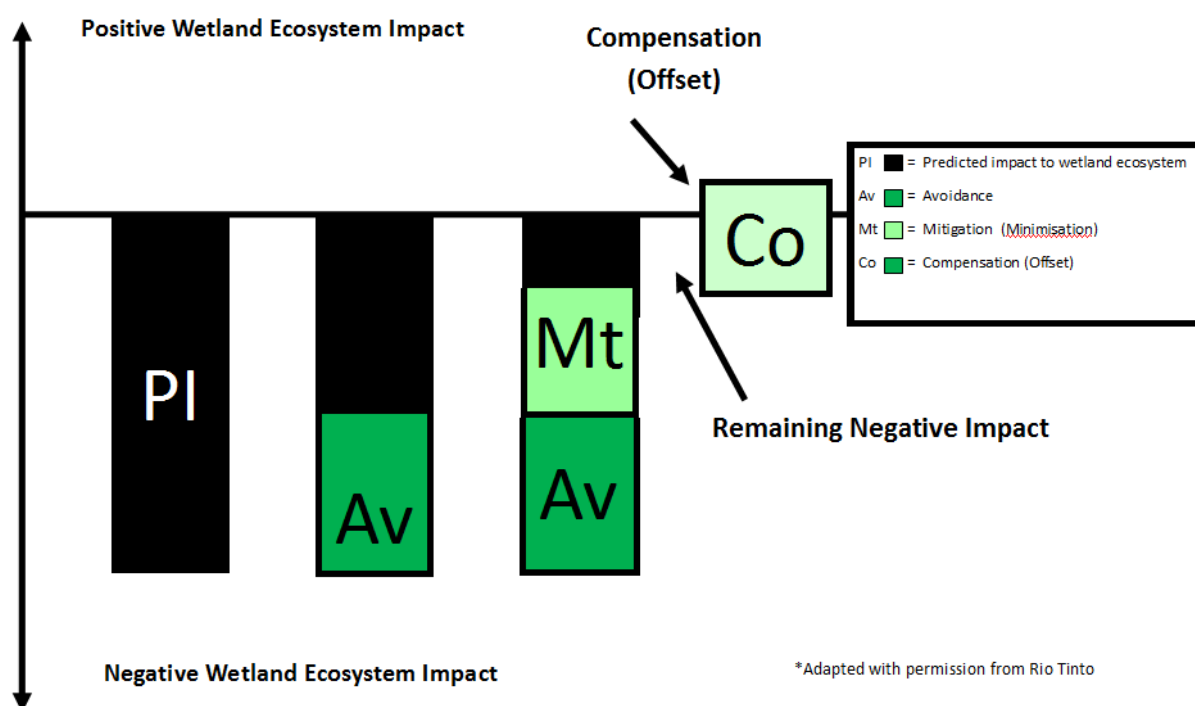 Positive Wetland Ecosystem Impact
Compensation
(Offset)
PI = Predicted impact to wetland ecosystem
Av = Avoidance
Mt = Mitigation (Minimisation)
Co = Compensation (Offset)
Co
Mt
PI
Av
Av
Remaining Negative Impact
Negative Wetland Ecosystem Impact
*Adapted with permission from Rio Tinto